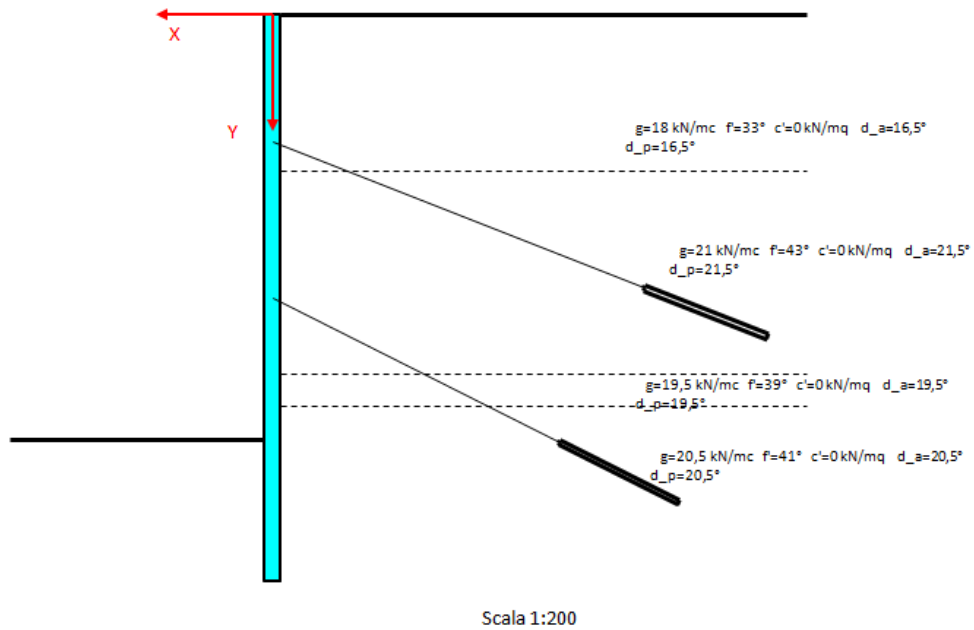 X
Y
g=18 kN/mc f'=33° c'=0 kN/mq d_a=16,5°
d_p=16,5°
g=21 kN/mc f'=43° c'=0 kN/mq d_a=21,5°
d_p=21,5°
g=19,5 kN/mc f'=39° c'=0 kN/mq d_a=19,5°
d_p=19,5°
g=20,5 kN/mc f'=41° c'=0 kN/mq d_a=20,5°
d_p=20,5°
Scala 1:200